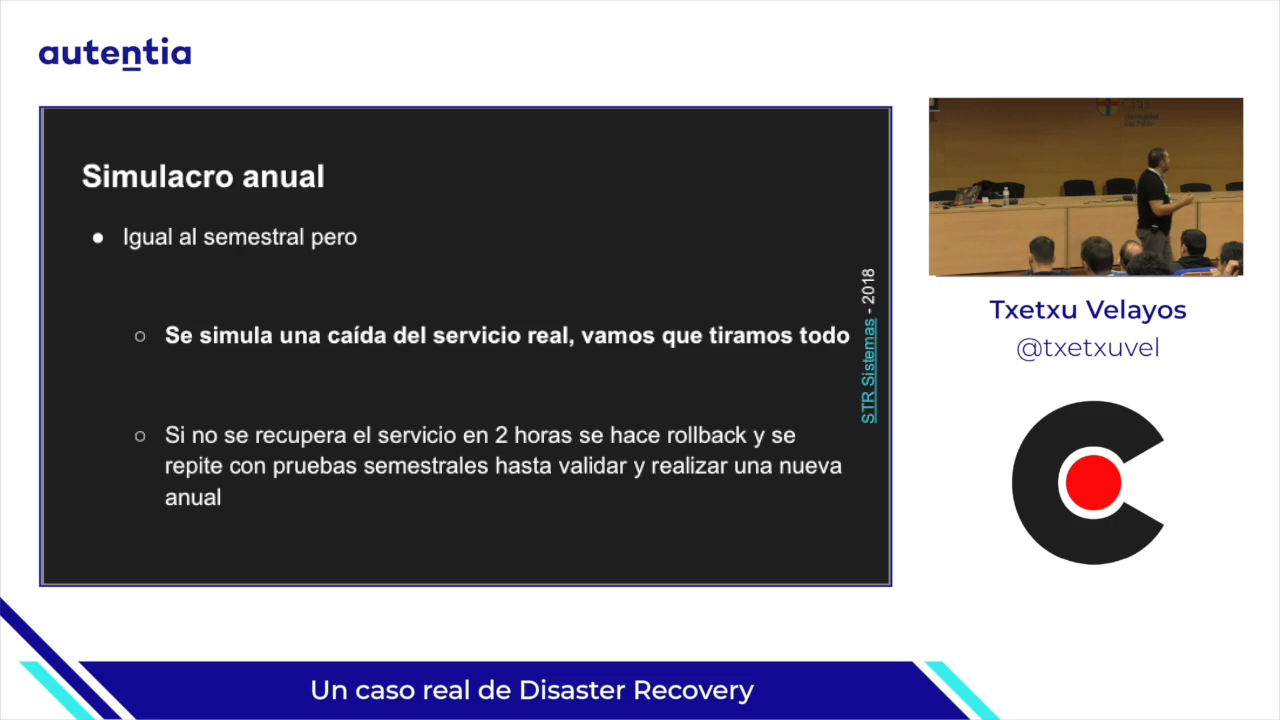 autentia
Simulacro anual
● Igual al semestral pero
○ Se simula una caída del servicio real, vamos que tiramos todo
○ Si no se recupera el servicio en 2 horas se hace rollback y se
repite con pruebas semestrales hasta validar y realizar una nueva
anual
STR Sistemas - 2018
Txetxu Velayos
@txetxuvel
Un caso real de Disaster Recovery